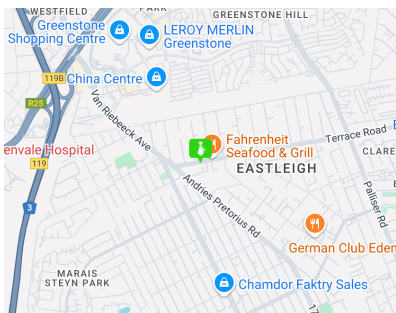 WESTFIELD
PARK
GREENSTONE HILL
Greenstone
Shopping Centre
LEROY MERLIN
Greenstone
119B
China Centre
R25
Van Riebeeck Ave
Terrace Road
Fahrenheit
Seafood & Grill
envale Hospital
119
CLARE
EASTLEIGH
Andries Pretorius Rd
Palliser Rd
3
German Club Eden
MARAIS
STEYN PARK
Chamdor Faktry Sales
17